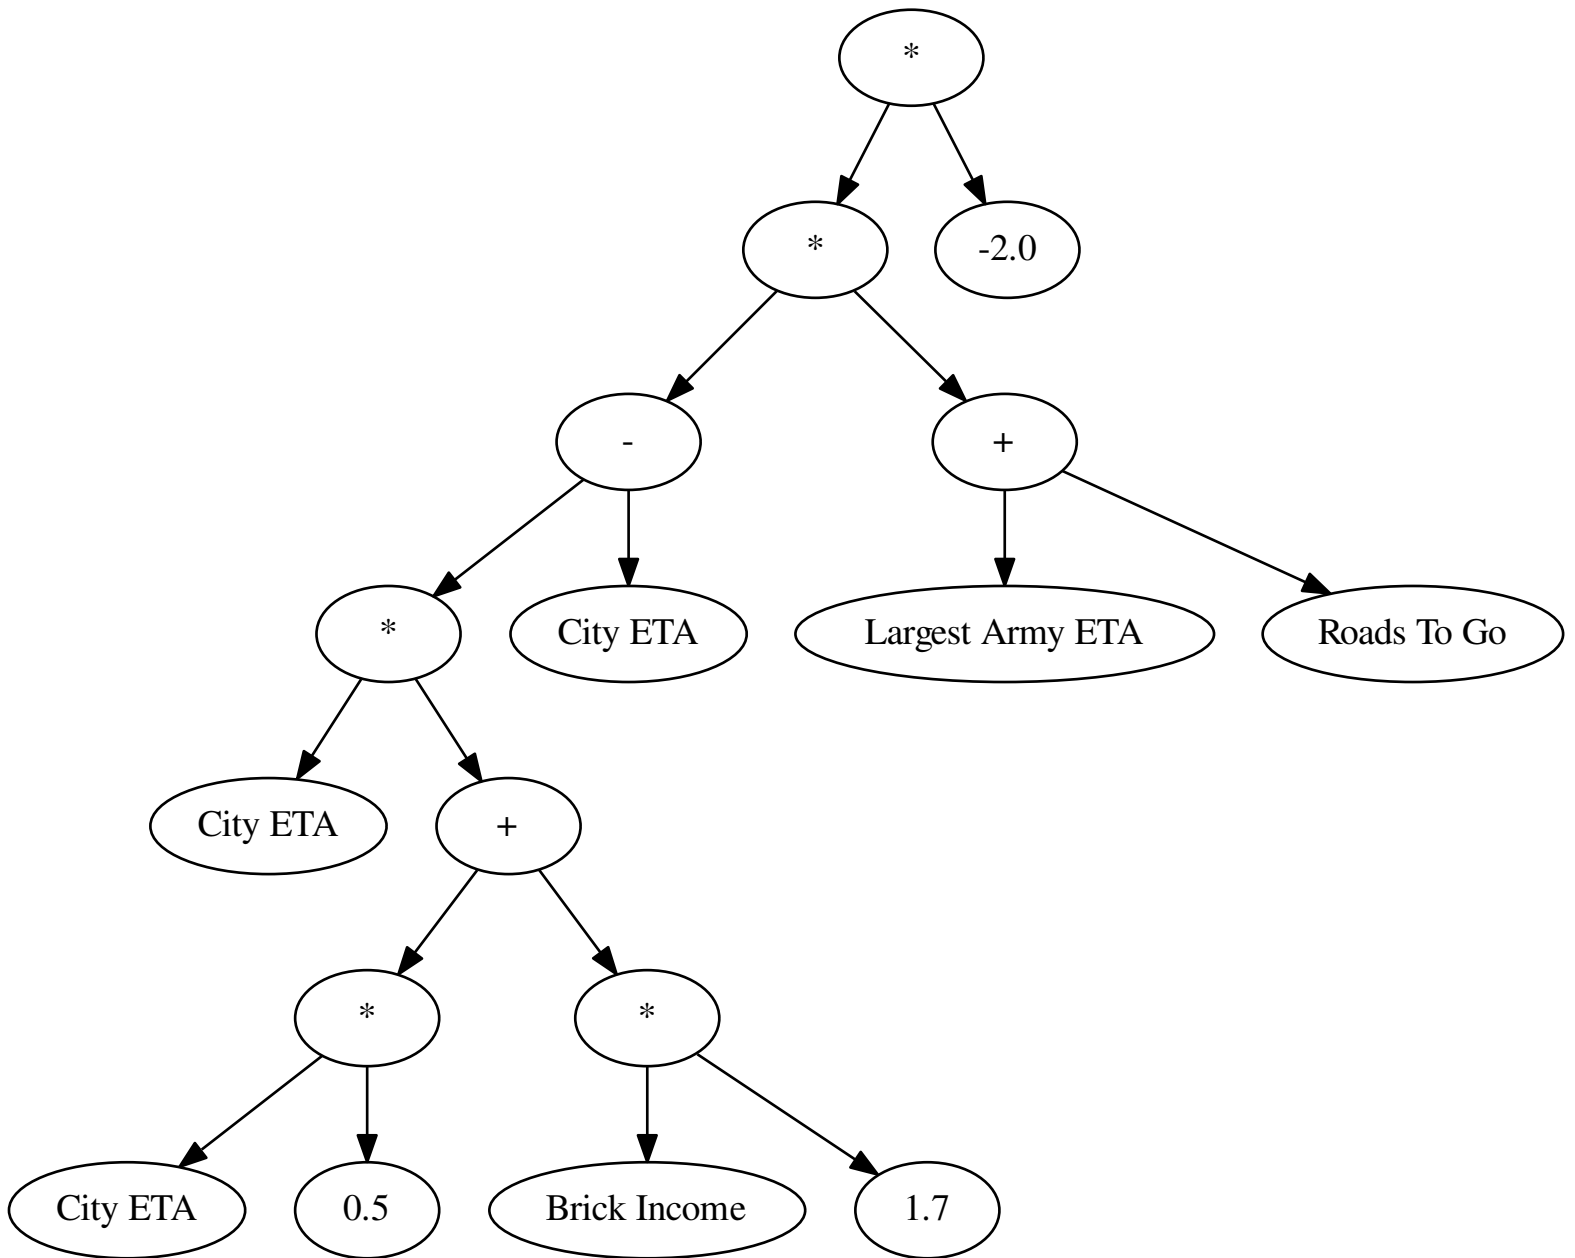 *
*
-2.0
-
+
*
City ETA
Largest Army ETA
Roads To Go
City ETA
+
*
*
City ETA
0.5
Brick Income
1.7